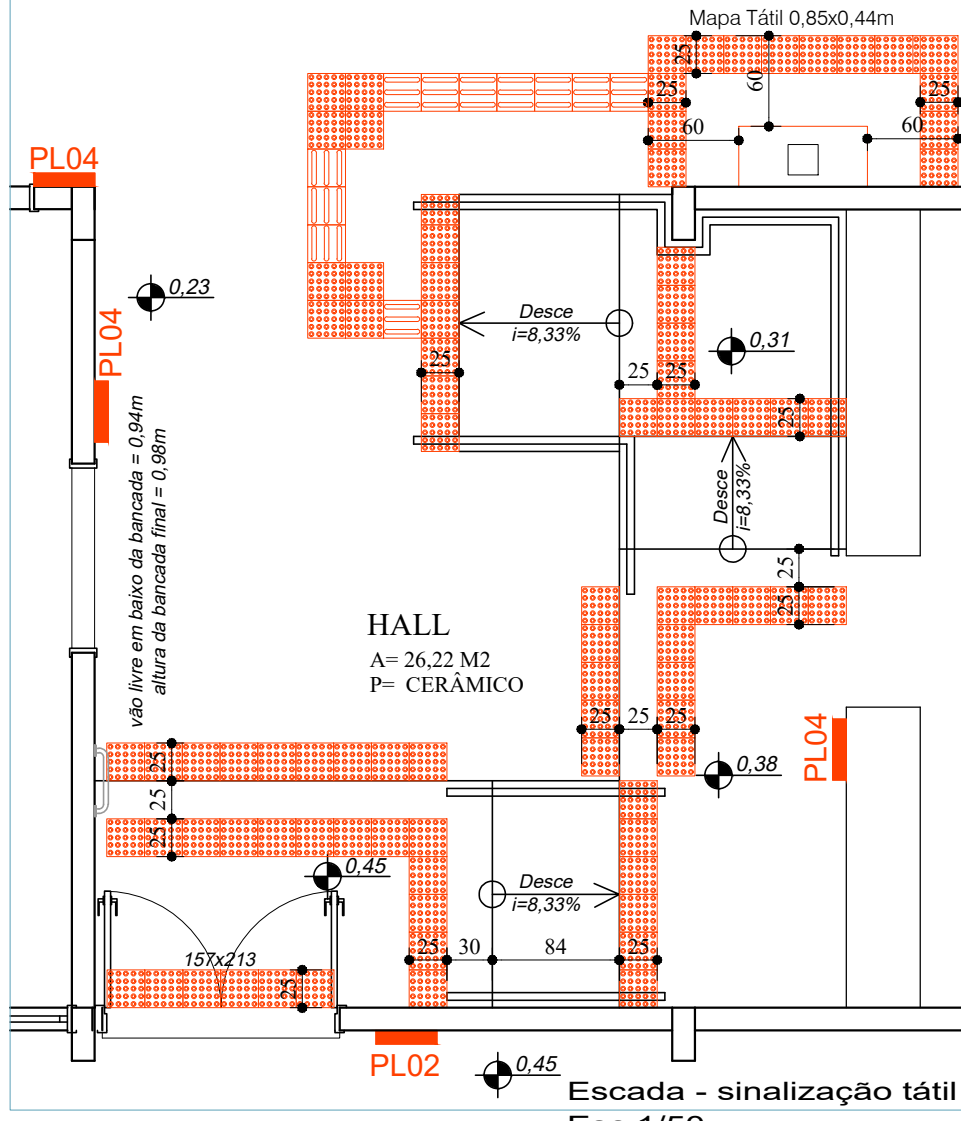 Mapa Tátil 0,85x0,44m
25
60
25
25
60
60
PL04
0,23
PL04
Desce
i=8,33%
0,31
25
25
25
25
vão livre em baixo da bancada = 0,94m
altura da bancada final = 0,98m
Desce
i=8,33%
25
25
HALL
A= 26,22 M2
P= CERÂMICO
25
25
25
PL04
0,38
25
25
25
0,45
Desce
i=8,33%
157x213
25
25
30
84
25
PL02
0,45
Escada - sinalização tátil